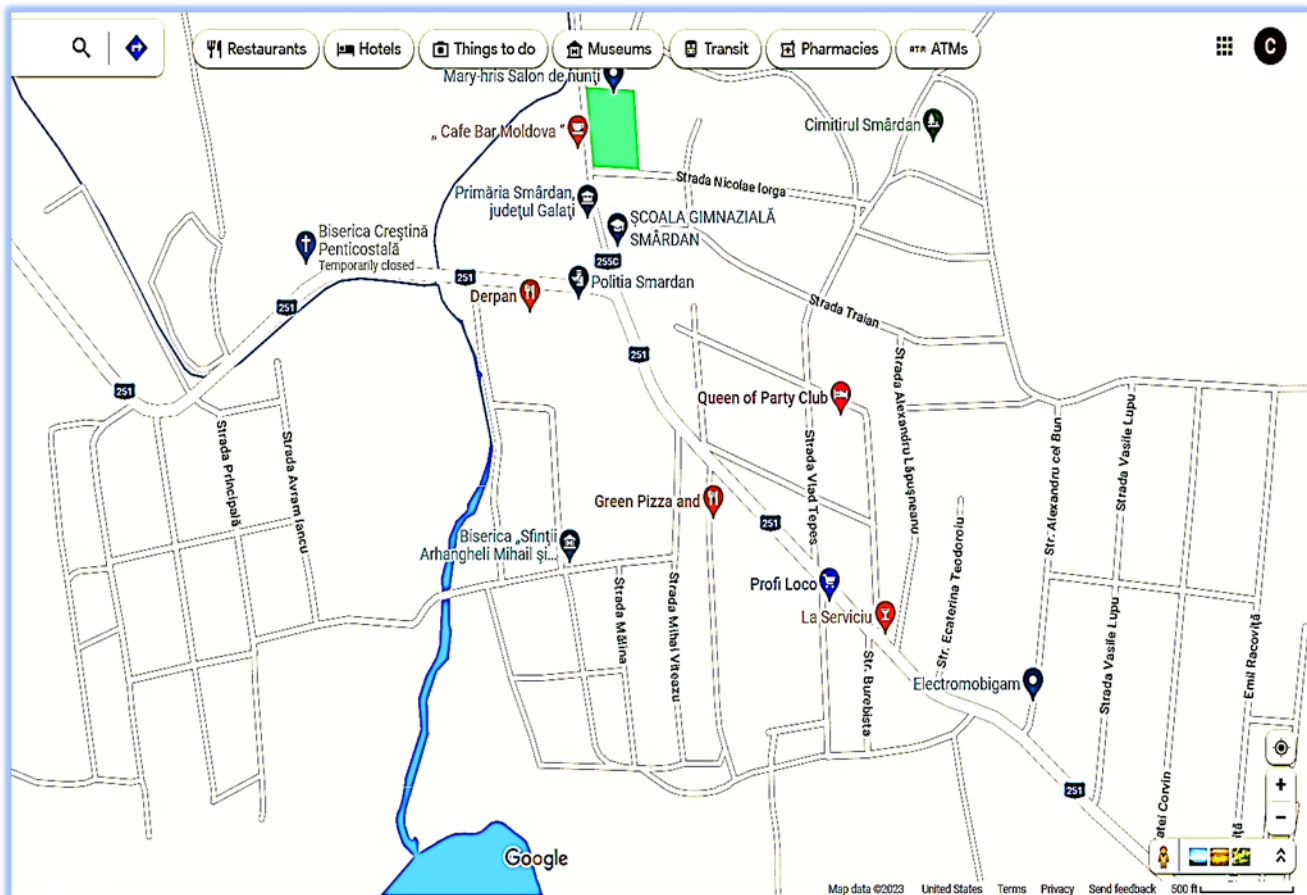 Restaurants
Hotels
Things to do
Museums
Transit
Pharmacies
ATMs
C
Mary-hris Salon de nunți
„ Cafe Bar Moldova ”
Cimitirul Smârdan
Strada Nicolae Iorga
Primăria Smârdan,
județul Galați
ȘCOALA GIMNAZIALĂ
SMÂRDAN
Biserica Creștină
Penticostală
Temporarily closed
255C
251
Politia Smardan
Derpan
251
Strada Traian
251
251
Strada Alexandru Lăpușneanu
Queen of Party Club
Strada Vasile Lupu
Strada Principală
Strada Avram Iancu
Strada Vlad Tepes
Str. Alexandru cel Bun
Green Pizza and
251
Str. Ecaterina Teodoroiu
Biserica „Sfinții
Arhangheli Mihail și...
Strada Mălina
Strada Mihai Viteazu
Profi Loco
La Serviciu
Str. Burebista
Strada Vasile Lupu
Emil Racoviță
Electromobigam
251
atei Corvin
viță
Google
Map data ©2023 United States Terms Privacy Send feedback 500 ft